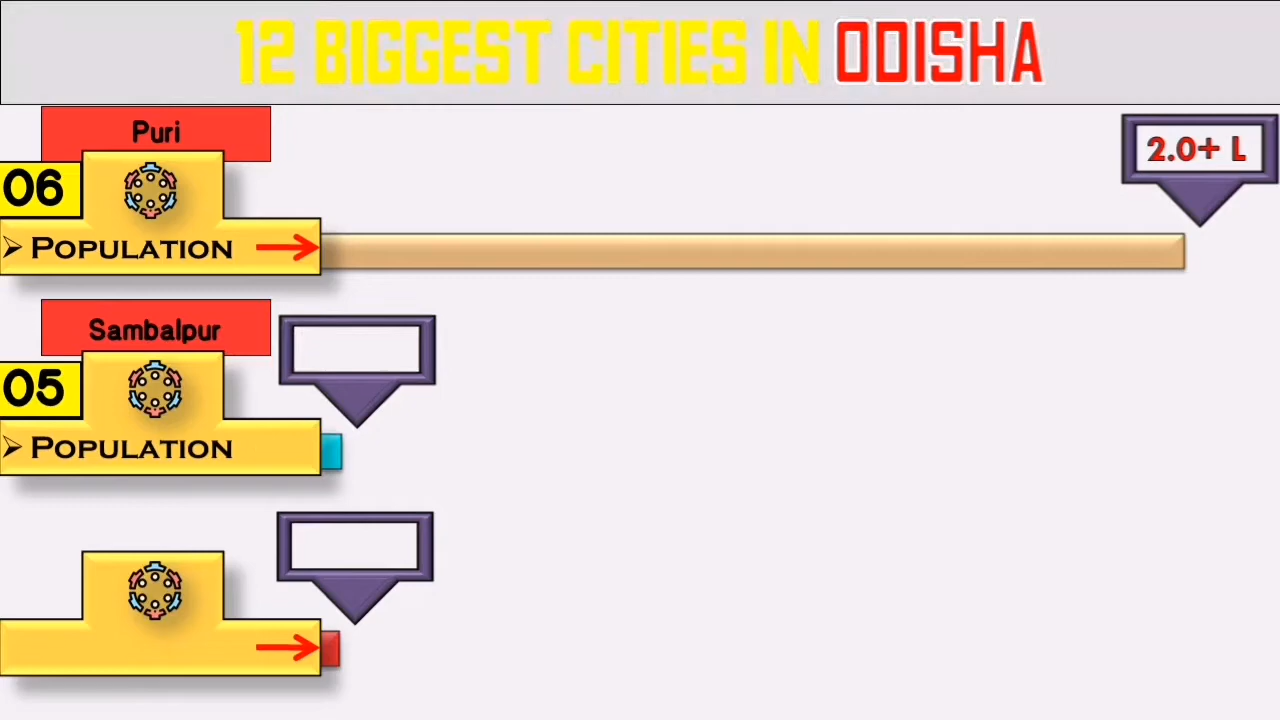 12 BIGGEST CITIES IN ODISHA
Puri
2.0+ L
06
➢ POPULATION
Sambalpur
05
➢ POPULATION